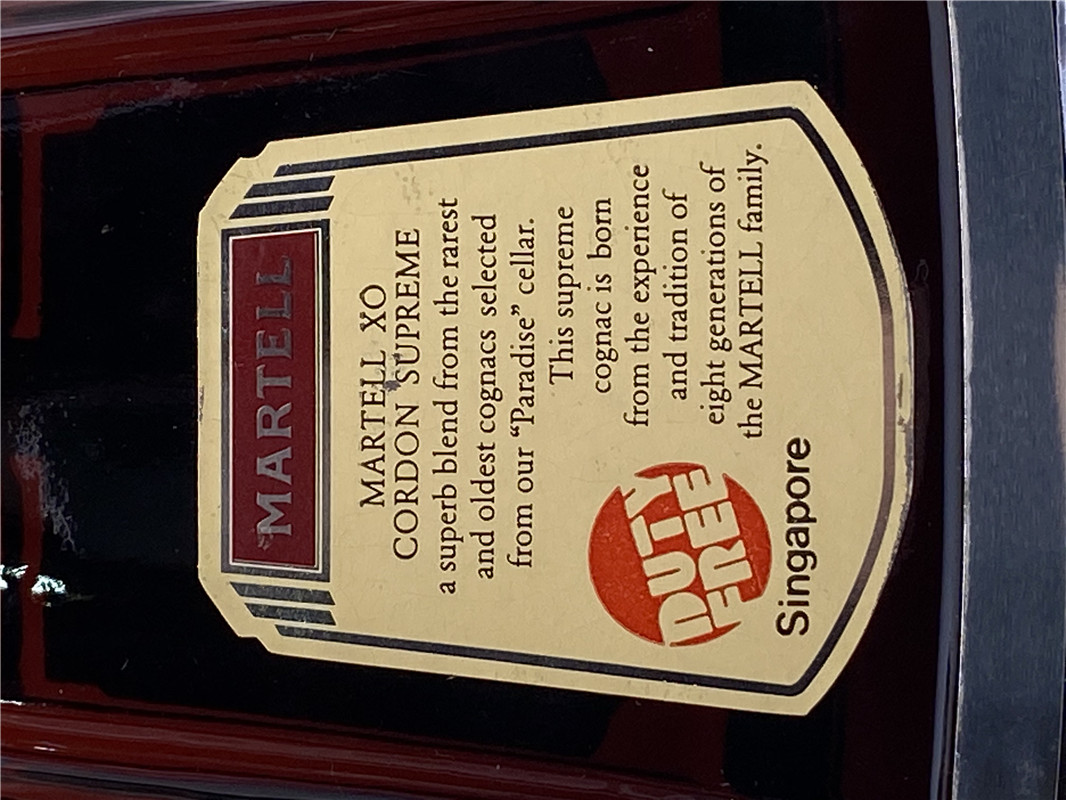 MARTELL
MARTELL XO
CORDON SUPREME
a superb blend from the rarest
and oldest cognacs selected
from our “Paradise” cellar.
This supreme
cognac is born
from the experience
and tradition of
eight generations of
the MARTELL family.
DUTY
FREE
Singapore